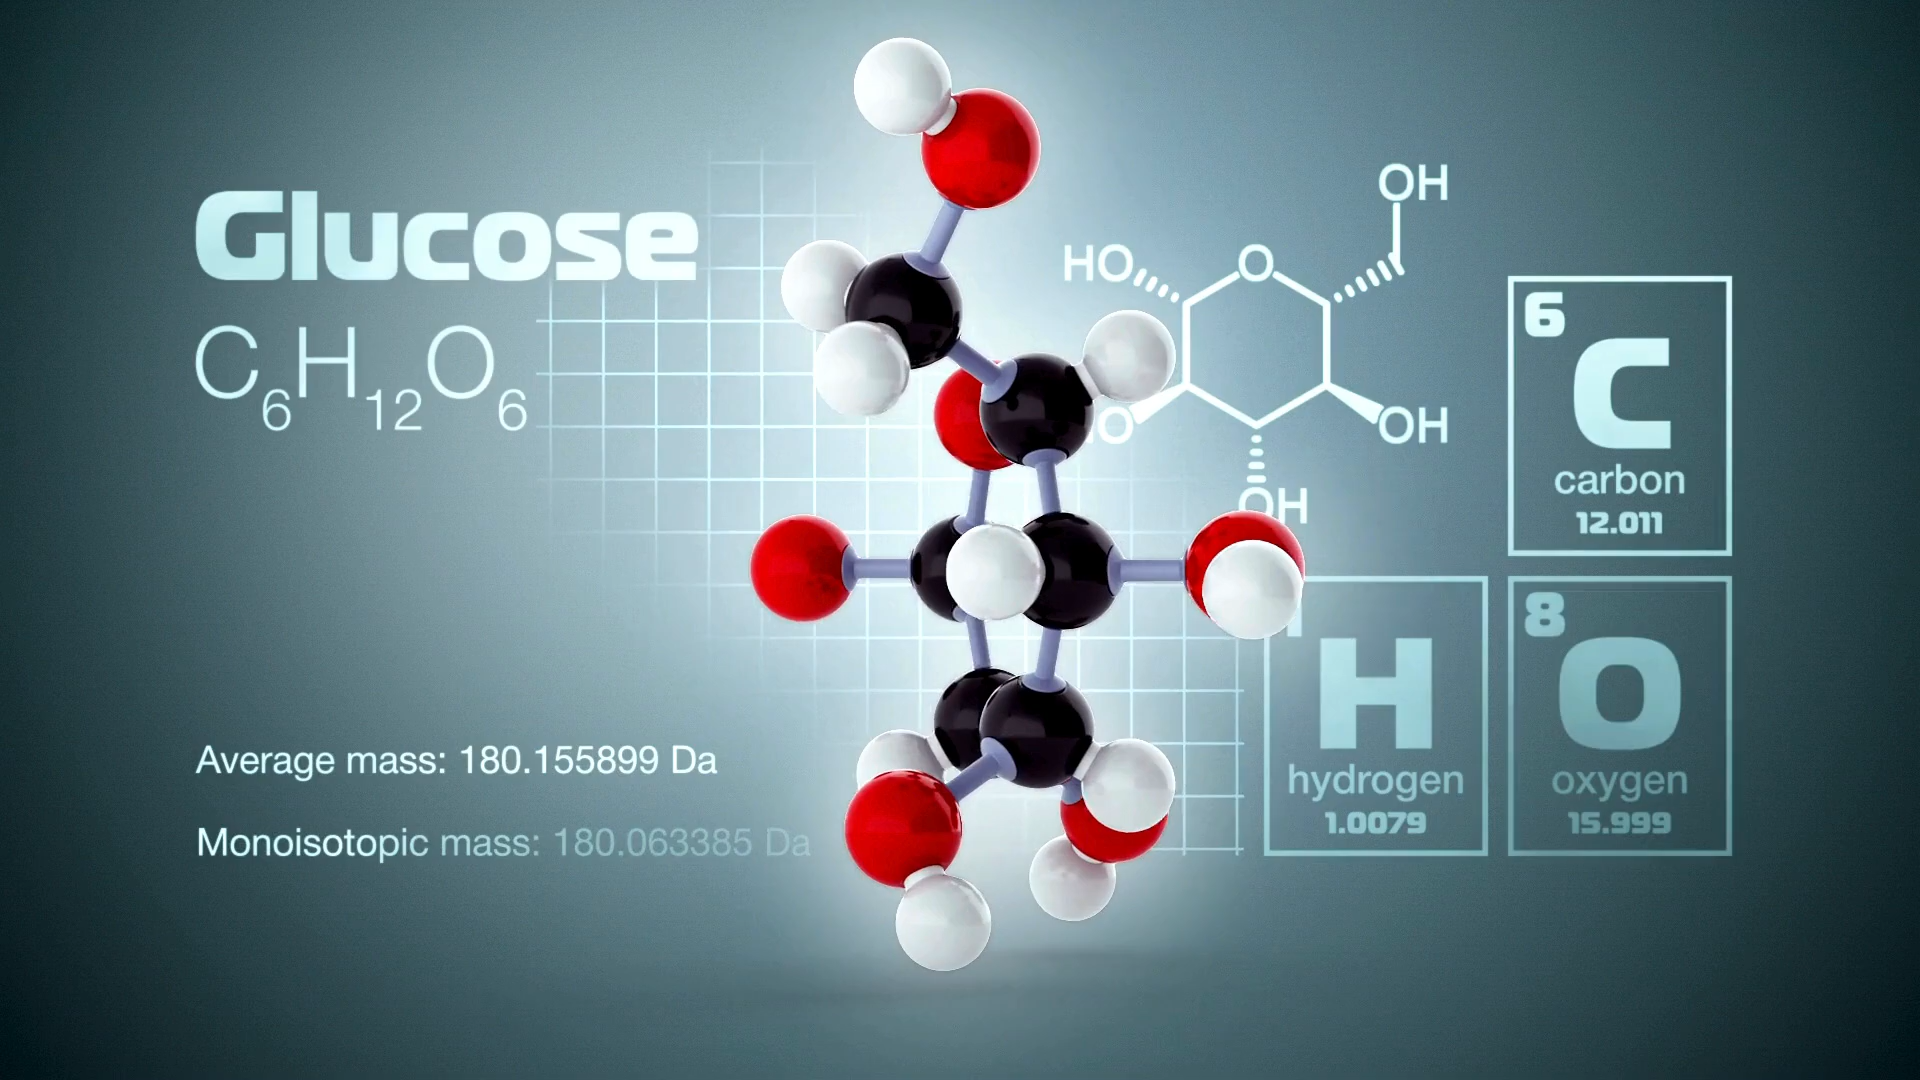 Glucose
C6H12O6
Average mass: 180.155899 Da
Monoisotopic mass: 180.063385 Da
OH
HO
O
O
OH
OH
6
C
carbon
12.011
H
hydrogen
1.0079
8
O
oxygen
15.999